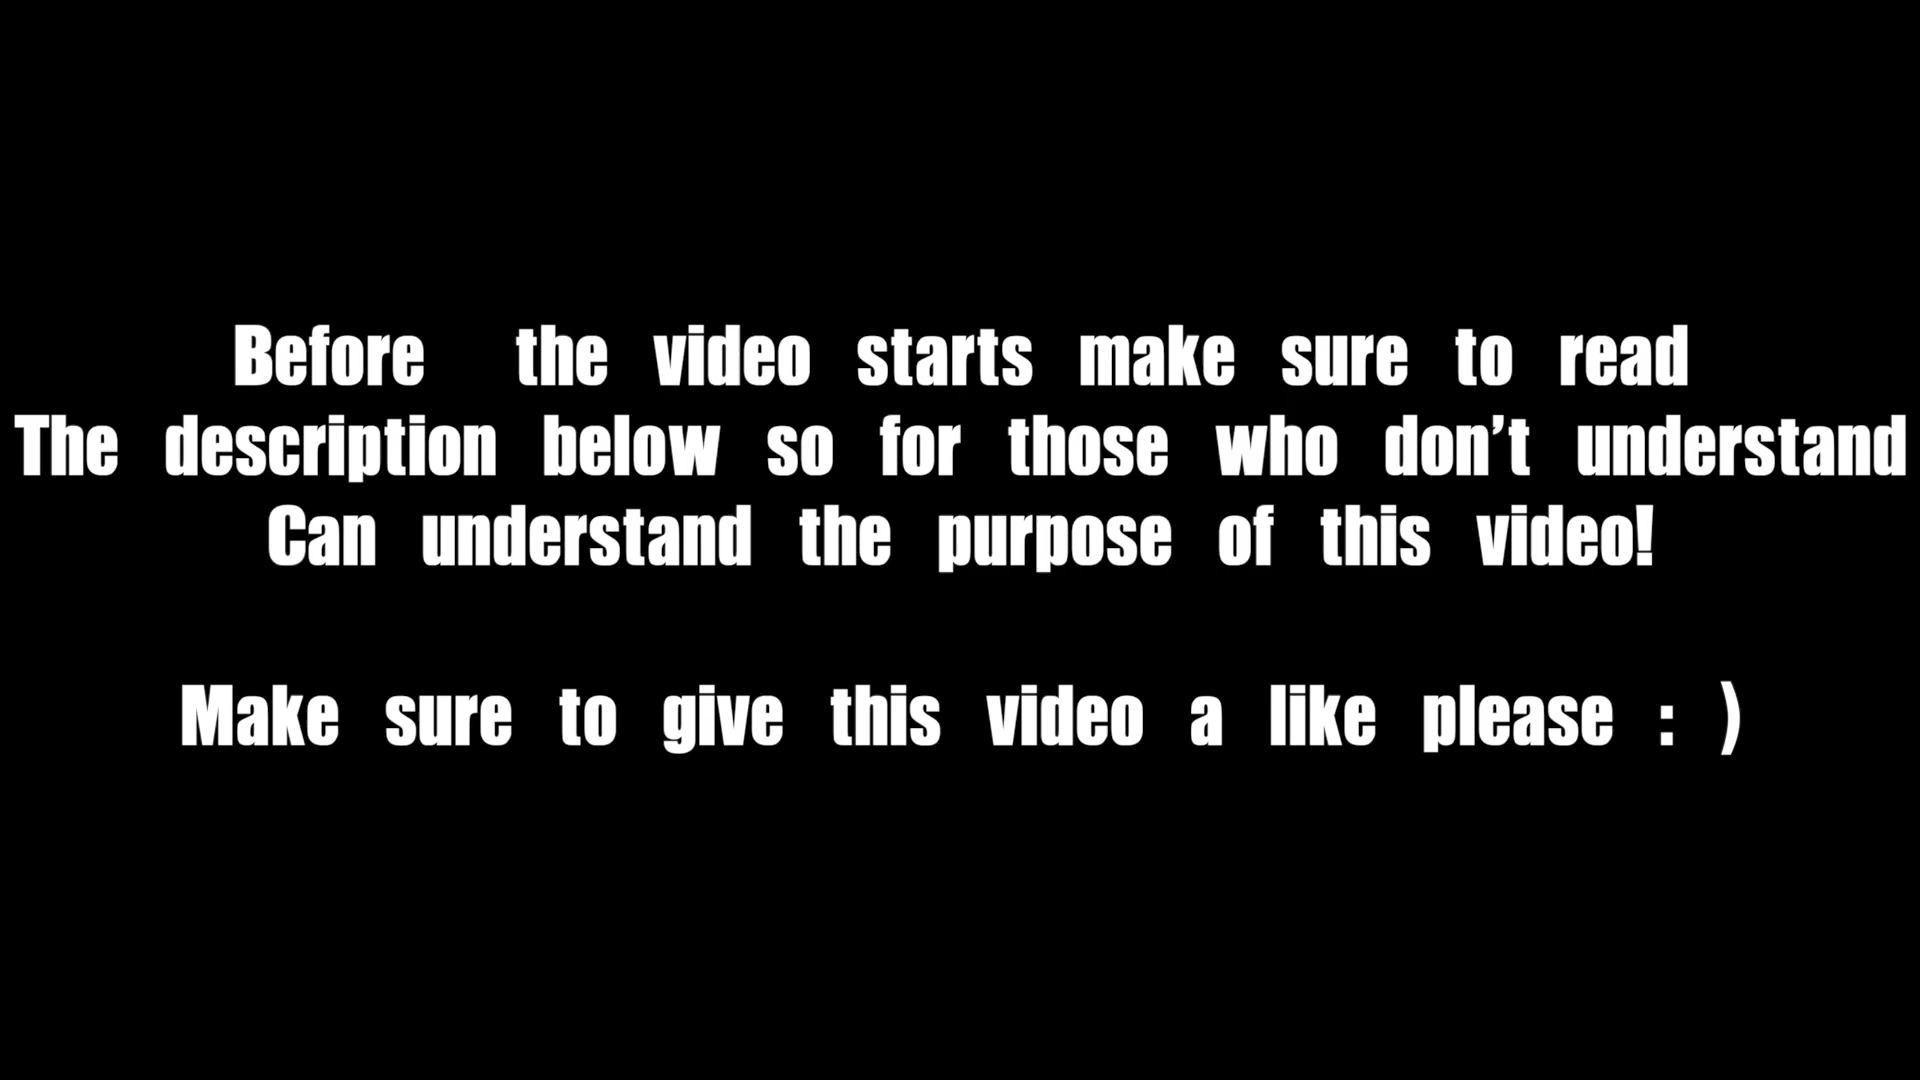 Before the video starts make sure to read
The description below so for those who don’t understand
Can understand the purpose of this video!
Make sure to give this video a like please : )